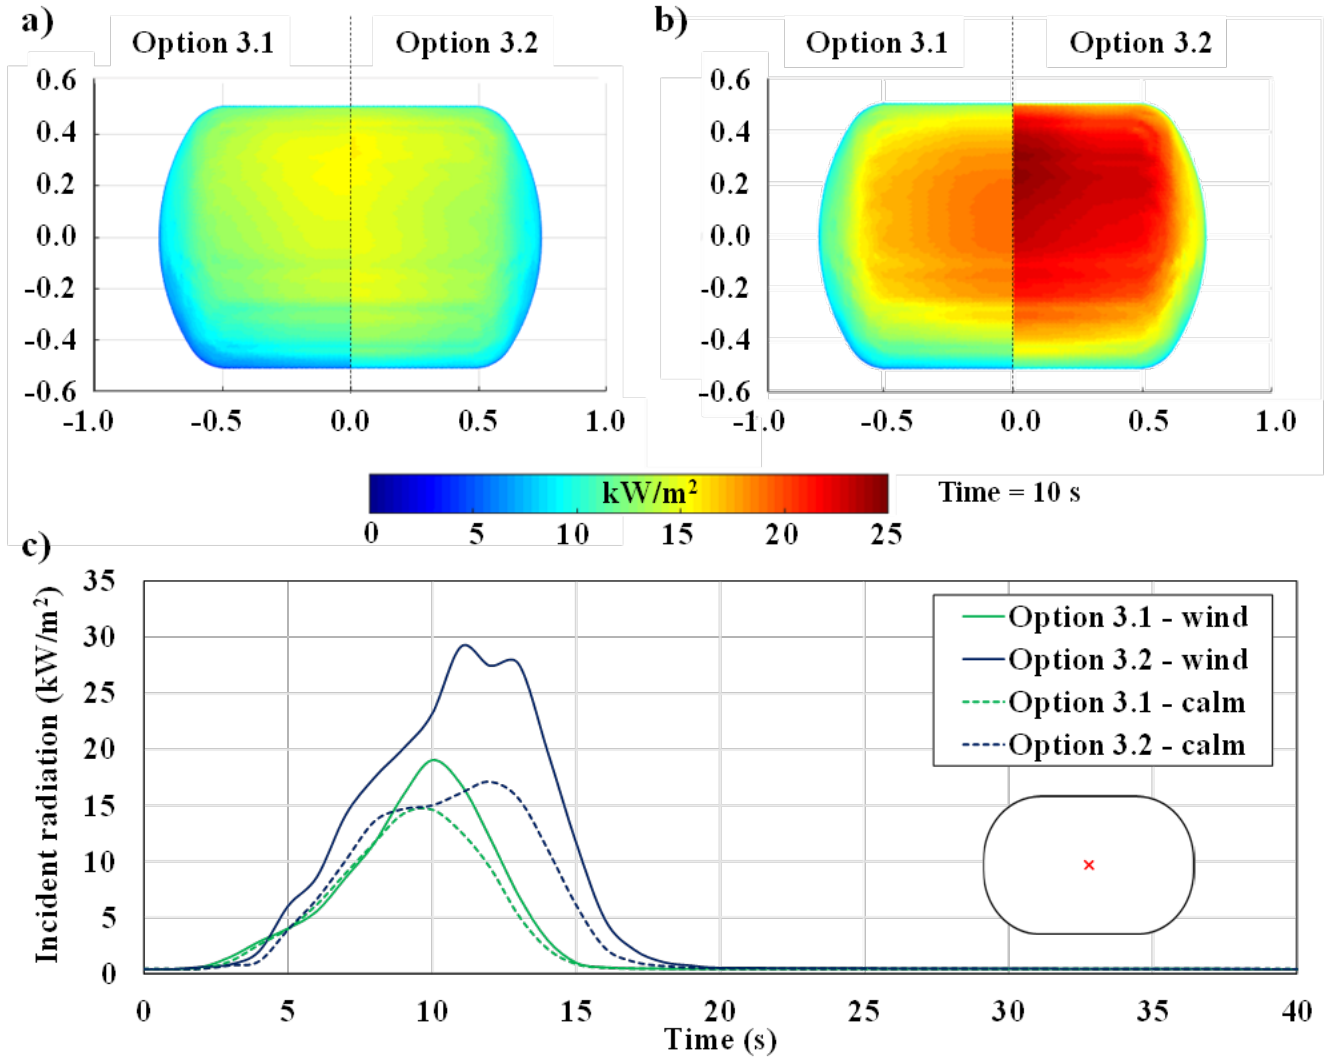 a)
Option 3.1
Option 3.2
0.6
0.4
0.2
0.0
-0.2
-0.4
-0.6
-1.0
-0.5
0.0
0.5
1.0
b)
Option 3.1
Option 3.2
0.6
0.4
0.2
0.0
-0.2
-0.4
-0.6
-1.0
-0.5
0.0
0.5
1.0
kW/m²
0 5 10 15 20 25
Time = 10 s
c)
Incident radiation (kW/m²)
35
30
25
20
15
10
5
0
Option 3.1 - wind
Option 3.2 - wind
Option 3.1 - calm
Option 3.2 - calm
0 5 10 15 20 25 30 35 40
Time (s)